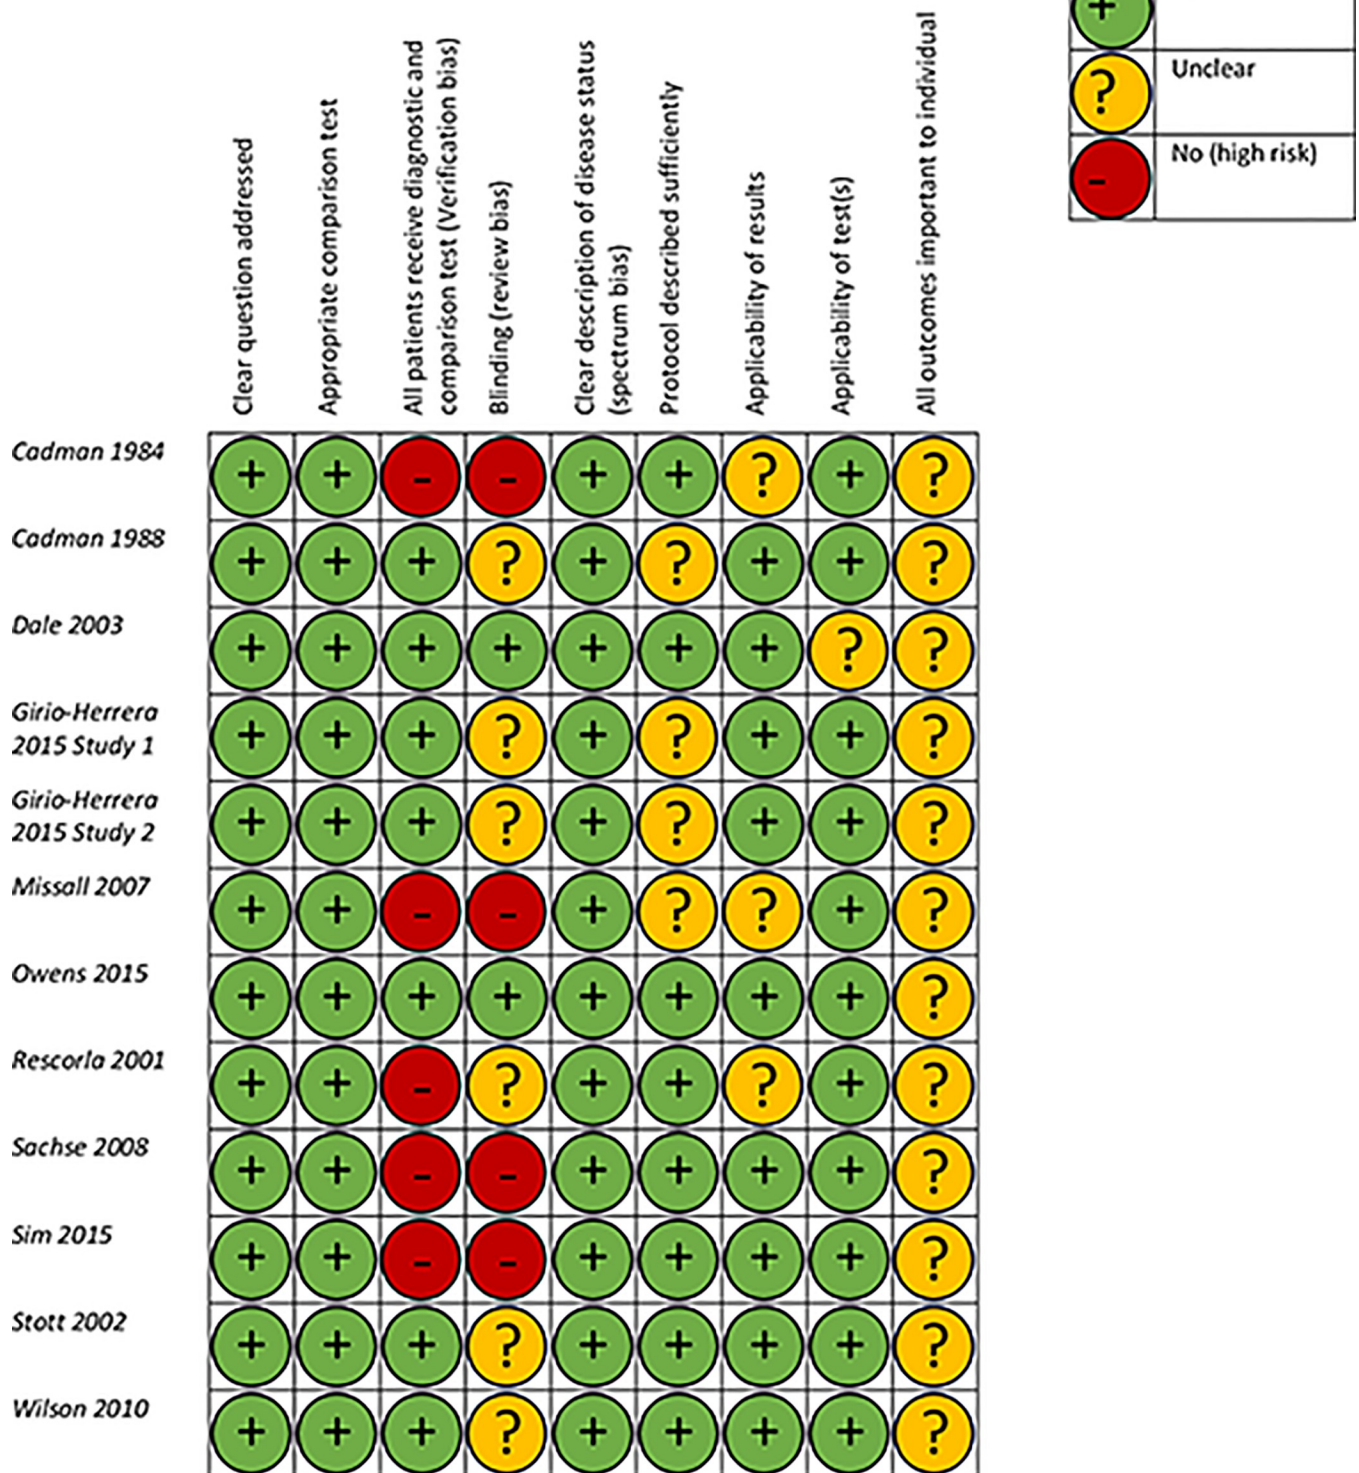 +
? Unclear
- No (high risk)
Clear question addressed
Appropriate comparison test
All patients receive diagnostic and
comparison test (Verification bias)
Blinding (review bias)
Clear description of disease status
(spectrum bias)
Protocol described sufficiently
Applicability of results
Applicability of test(s)
All outcomes important to individual
Cadman 1984
+ + - - + + ? + ?
Cadman 1988
+ + + ? + ? + + ?
Dale 2003
+ + + + + + + ? ?
Girio-Herrera
2015 Study 1
+ + + ? + ? + + ?
Girio-Herrera
2015 Study 2
+ + + ? + ? + + ?
Missall 2007
+ + - - + ? ? + ?
Owens 2015
+ + + + + + + + ?
Rescorla 2001
+ + - ? + + ? + ?
Sachse 2008
+ + - - + + + + ?
Sim 2015
+ + - - + + + + ?
Stott 2002
+ + + ? + + + + ?
Wilson 2010
+ + + ? + + + + ?